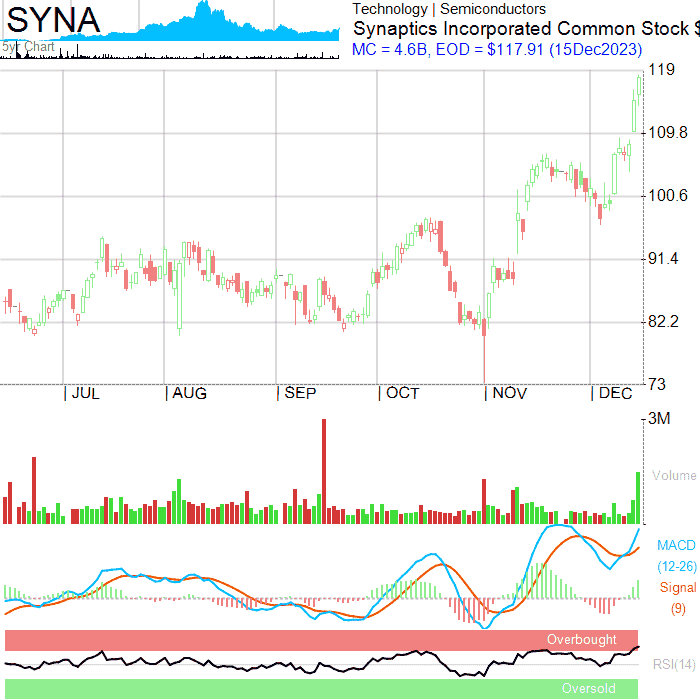 SYNA
5yr Chart
Technology | Semiconductors
Synaptics Incorporated Common Stock $
MC = 4.6B, EOD = $117.91 (15Dec2023)
119
109.8
100.6
91.4
82.2
73
| JUL | AUG | SEP | OCT | NOV | DEC
3M
Volume
MACD
(12-26)
Signal
(9)
Overbought
RSI(14)
Oversold